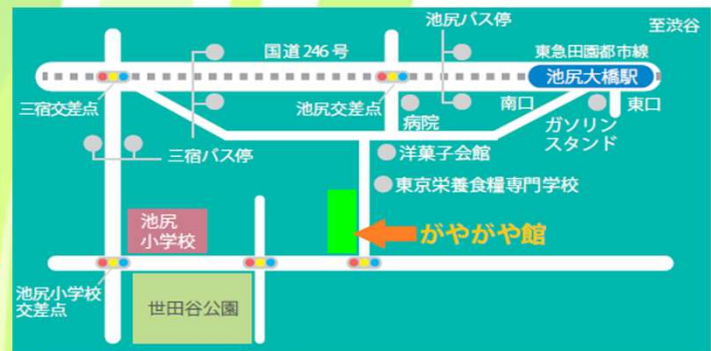 池尻バス停
至渋谷
国道246号
東急田園都市線
池尻大橋駅
三宿交差点
池尻交差点
南口
東口
病院
ガソリン
スタンド
三宿バス停
洋菓子会館
東京栄養食糧専門学校
池尻
小学校
がやがや館
池尻小学校
交差点
世田谷公園